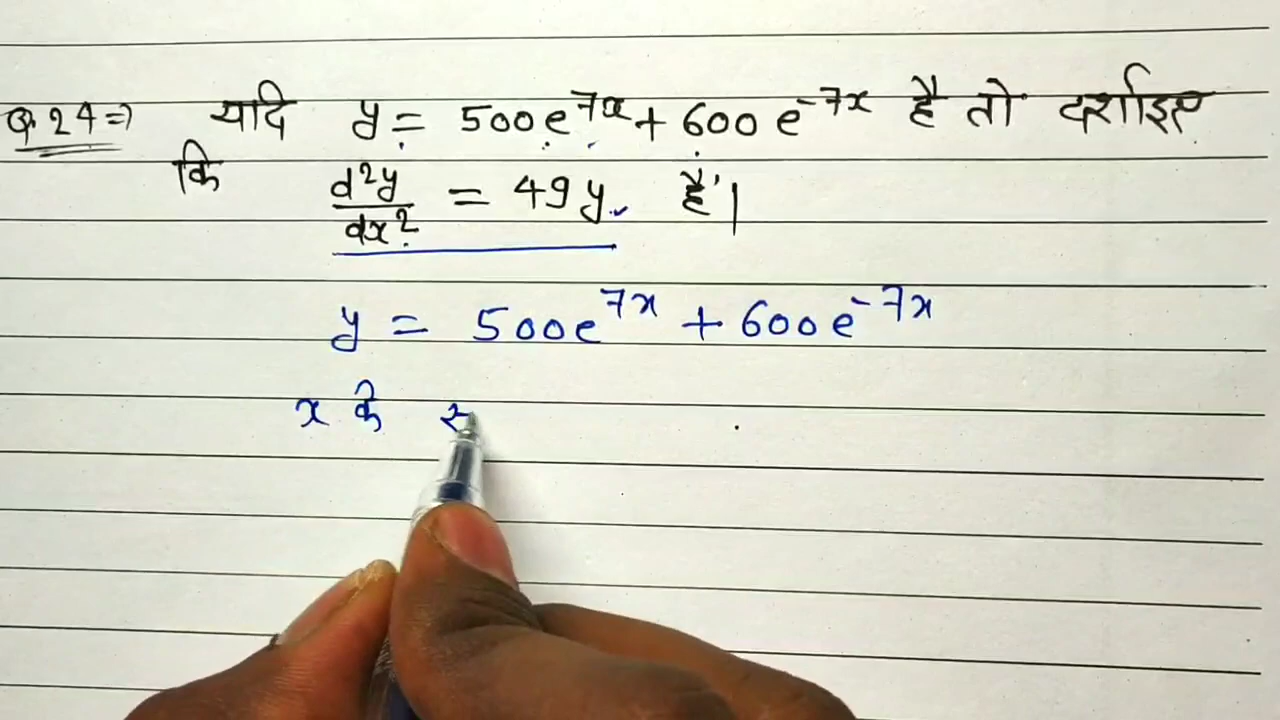 Q. 24 ⇒ यदि y = 500e^{7x} + 600e^{-7x} है तो दर्शाइए
कि d²y/dx² = 49y है।
y = 500e^{7x} + 600e^{-7x}
x के स